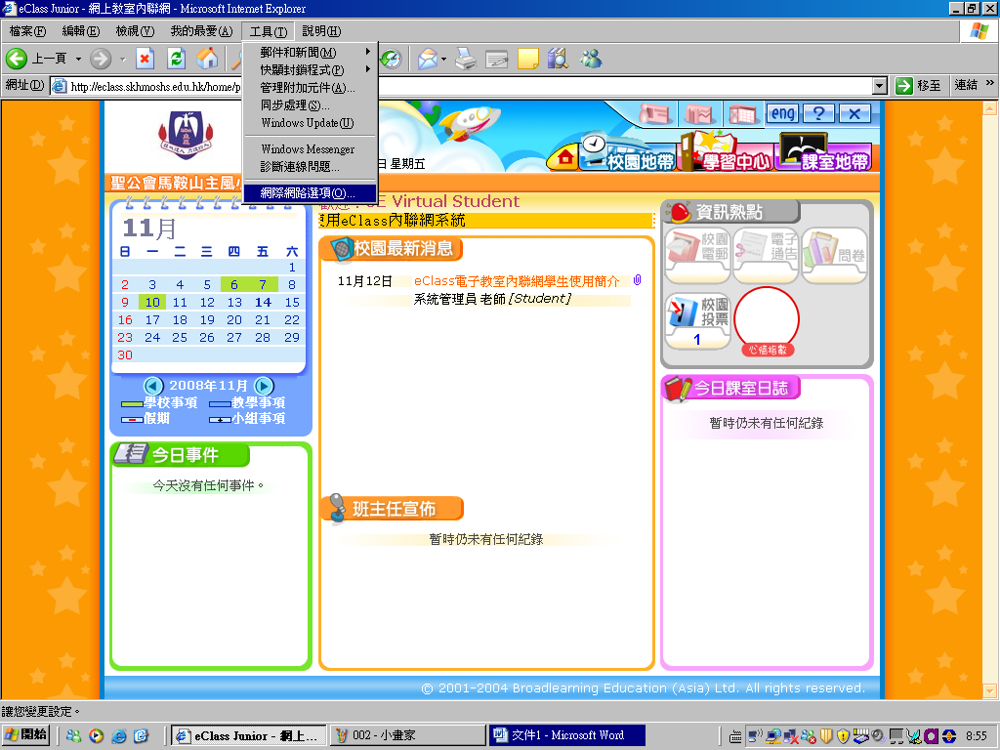 eClass Junior - 網上教室內聯網 - Microsoft Internet Explorer
檔案(F) 編輯(E) 檢視(V) 我的最愛(A) 工具(T) 說明(H)
上一頁
網址(D) http://eclass.skhmoshs.edu.hk/home/p 移至 連結 »
郵件和新聞(M)
快顯封鎖程式(P)
管理附加元件(A)...
同步處理(S)...
Windows Update(U)
Windows Messenger
診斷連線問題...
網際網路選項(O)...
eng ? X
日 星期五
校園地帶 學習中心 課室地帶
聖公會馬鞍山主風小
JE Virtual Student
使用eClass內聯網系統
11月
日 一 二 三 四 五 六
1
2 3 4 5 6 7 8
9 10 11 12 13 14 15
16 17 18 19 20 21 22
23 24 25 26 27 28 29
30
2008年11月
學校事項 教學事項
假期 小組事項
今日事件
今天沒有任何事件。
校園最新消息
11月12日 eClass電子教室內聯網學生使用簡介
系統管理員 老師 [Student]
班主任宣佈
暫時仍未有任何紀錄
資訊熱點
校園電郵
電子通告
問卷
校園投票
1
心情指數
今日課室日誌
暫時仍未有任何紀錄
© 2001-2004 Broadlearning Education (Asia) Ltd. All rights reserved.
讓您變更設定。
開始 eClass Junior - 網上... 002 - 小畫家 文件1 - Microsoft Word 8:55